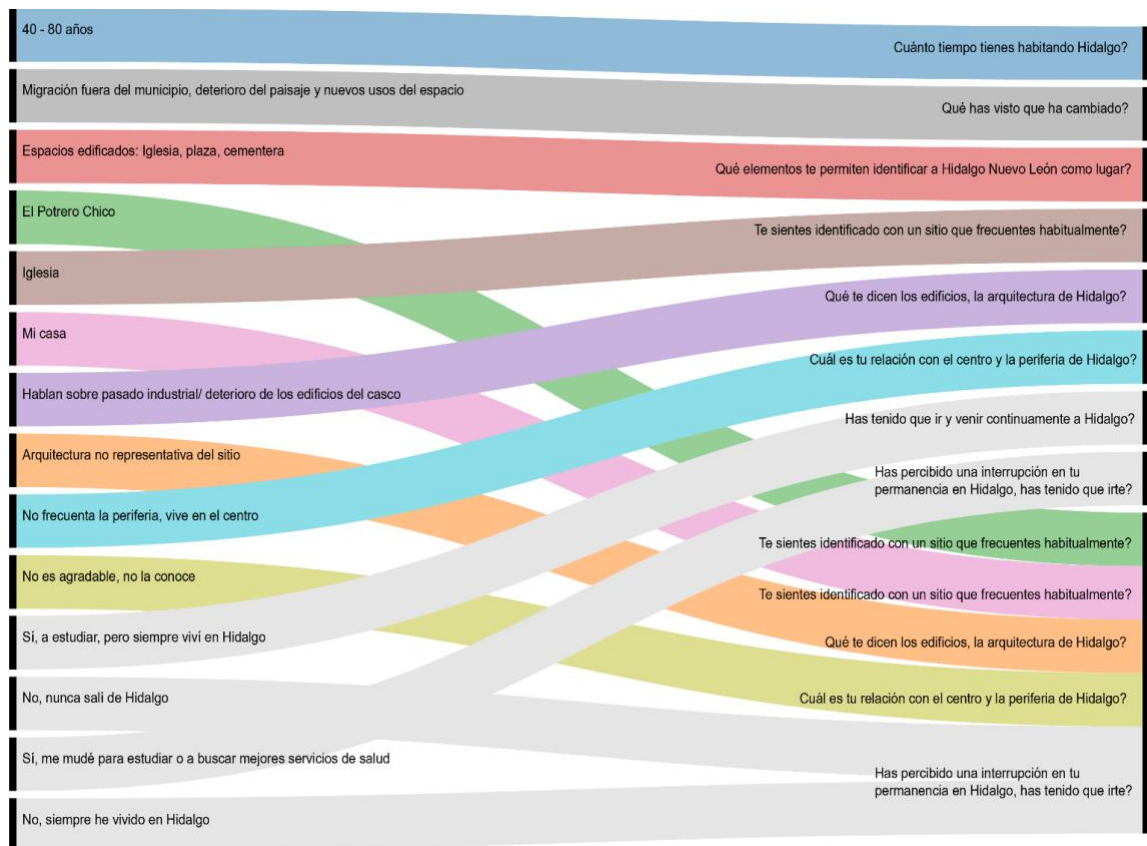 40 - 80 años
Migración fuera del municipio, deterioro del paisaje y nuevos usos del espacio
Espacios edificados: Iglesia, plaza, cementera
El Potrero Chico
Iglesia
Mi casa
Hablan sobre pasado industrial/ deterioro de los edificios del casco
Arquitectura no representativa del sitio
No frecuenta la periferia, vive en el centro
No es agradable, no la conoce
Sí, a estudiar, pero siempre viví en Hidalgo
No, nunca salí de Hidalgo
Sí, me mudé para estudiar o a buscar mejores servicios de salud
No, siempre he vivido en Hidalgo
Cuánto tiempo tienes habitando Hidalgo?
Qué has visto que ha cambiado?
Qué elementos te permiten identificar a Hidalgo Nuevo León como lugar?
Te sientes identificado con un sitio que frecuentes habitualmente?
Qué te dicen los edificios, la arquitectura de Hidalgo?
Cuál es tu relación con el centro y la periferia de Hidalgo?
Has tenido que ir y venir continuamente a Hidalgo?
Has percibido una interrupción en tu
permanencia en Hidalgo, has tenido que irte?
Te sientes identificado con un sitio que frecuentes habitualmente?
Te sientes identificado con un sitio que frecuentes habitualmente?
Qué te dicen los edificios, la arquitectura de Hidalgo?
Cuál es tu relación con el centro y la periferia de Hidalgo?
Has percibido una interrupción en tu
permanencia en Hidalgo, has tenido que irte?